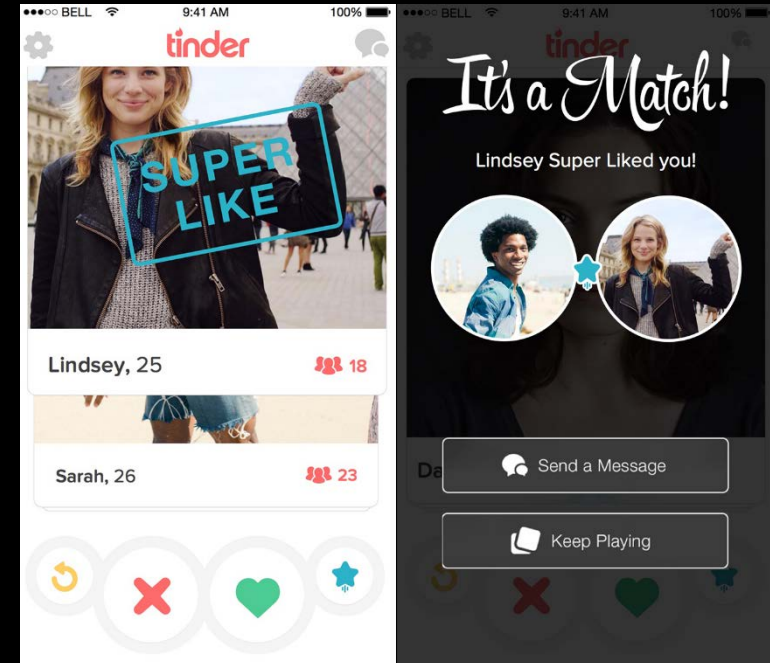 BELL 9:41 AM 100%
tinder
SUPER
LIKE
Lindsey, 25 18
Sarah, 26 23
BELL 9:41 AM 100%
tinder
It's a Match!
Lindsey Super Liked you!
Da
Send a Message
Keep Playing